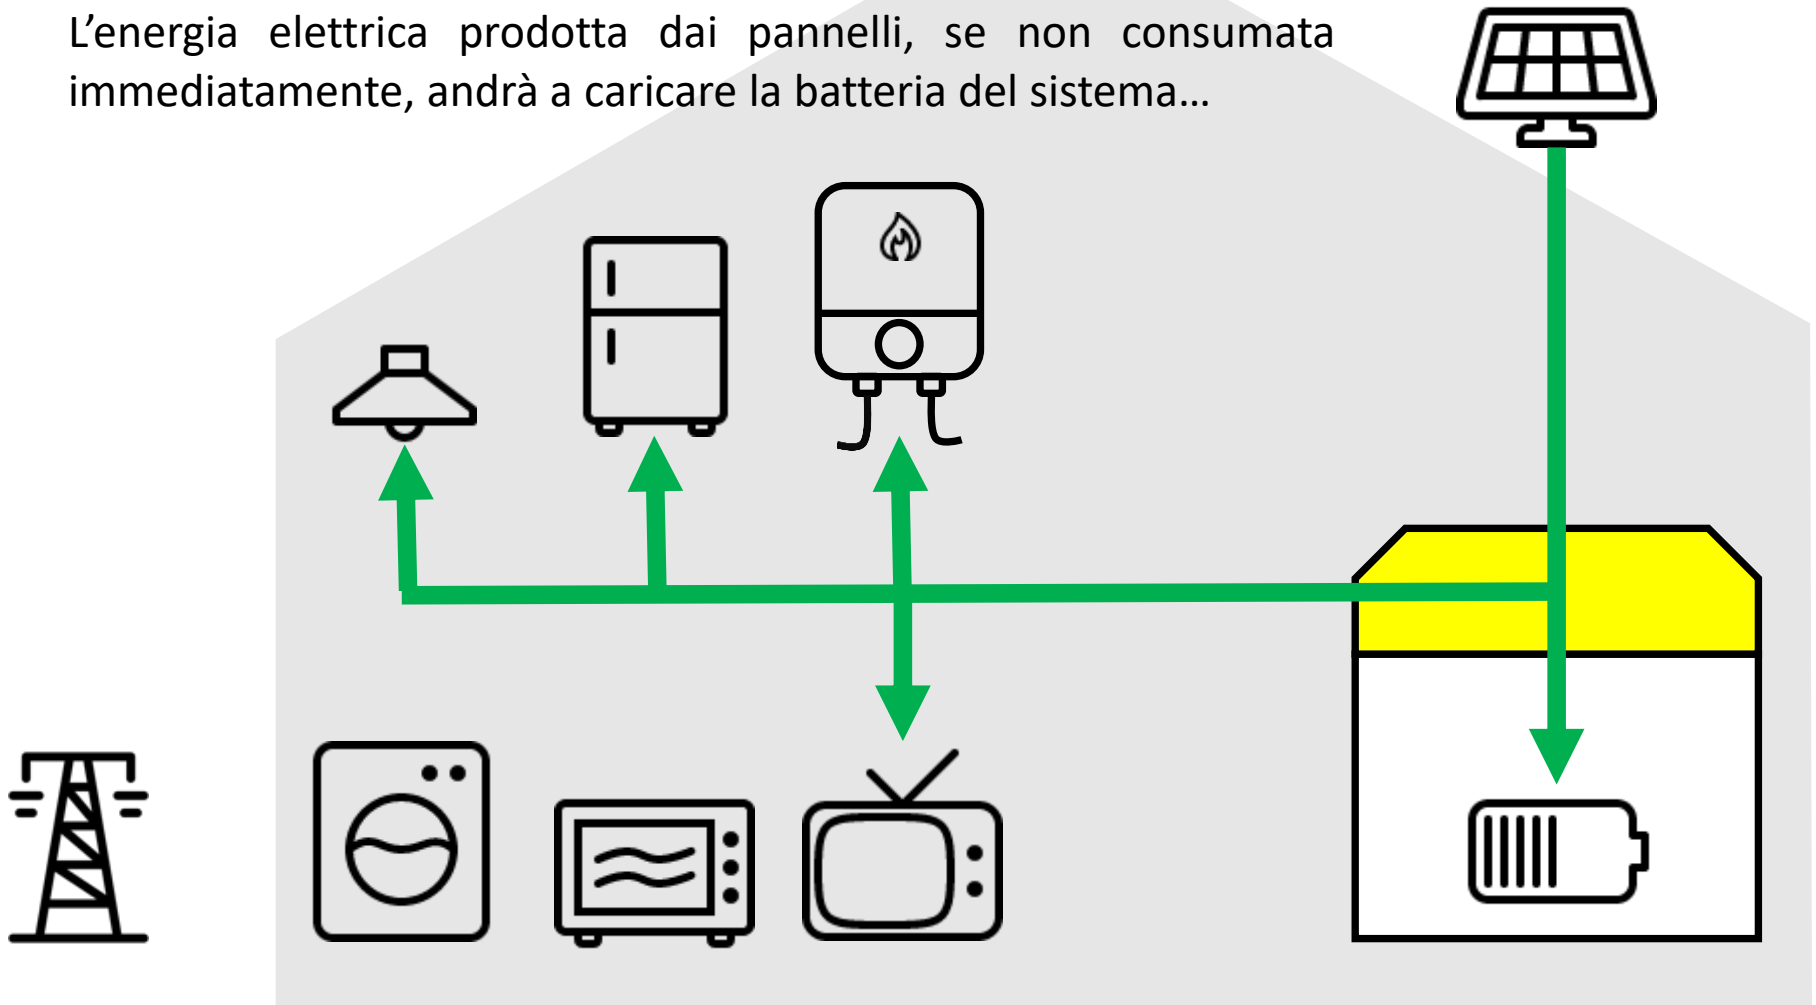 L’energia elettrica prodotta dai pannelli, se non consumata
immediatamente, andrà a caricare la batteria del sistema…